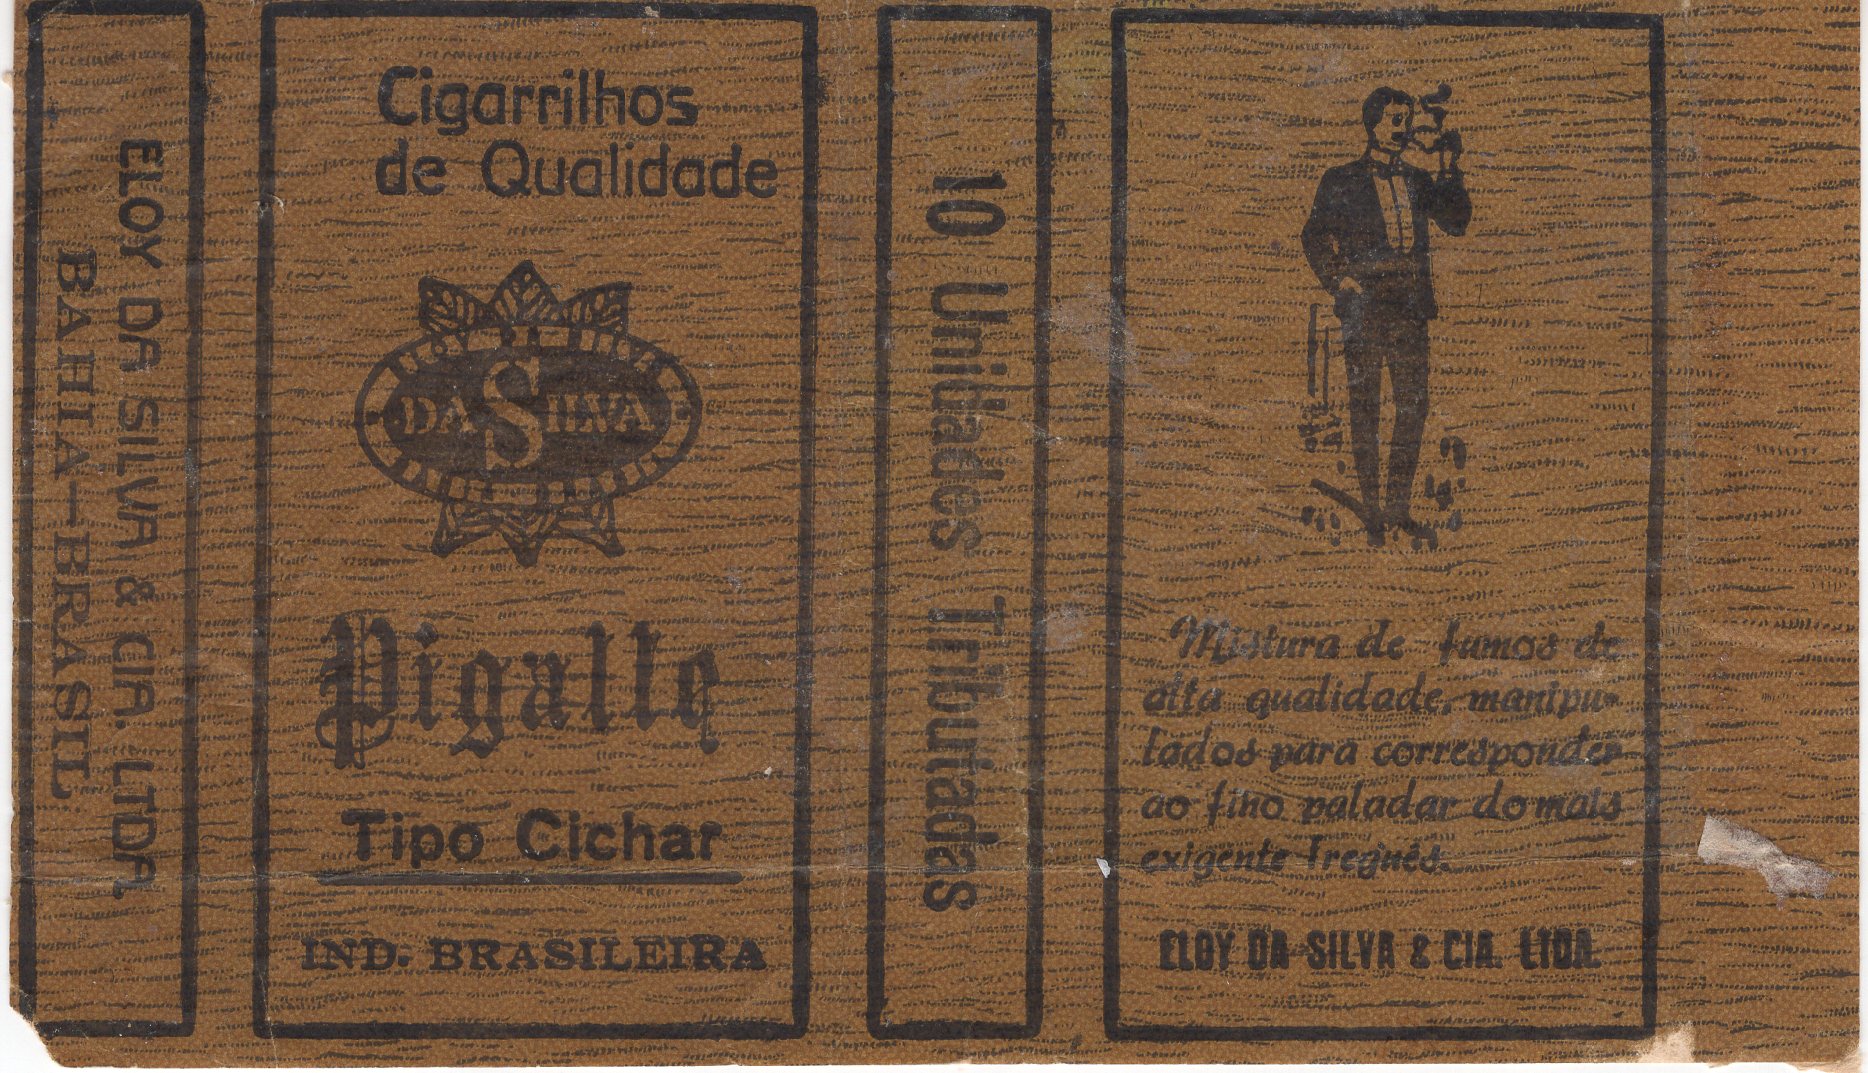 ELOY DA SILVA & CIA. LTDA.
BAHIA—BRASIL
Cigarrilhos
de Qualidade
DA SILVA
Pigalle
Tipo Cichar
IND. BRASILEIRA
10 Unidades Tributadas
Mistura de fumos de
alta qualidade, manipu-
lados para corresponder
ao fino paladar do mais
exigente freguês.
ELOY DA SILVA & CIA. LTDA.